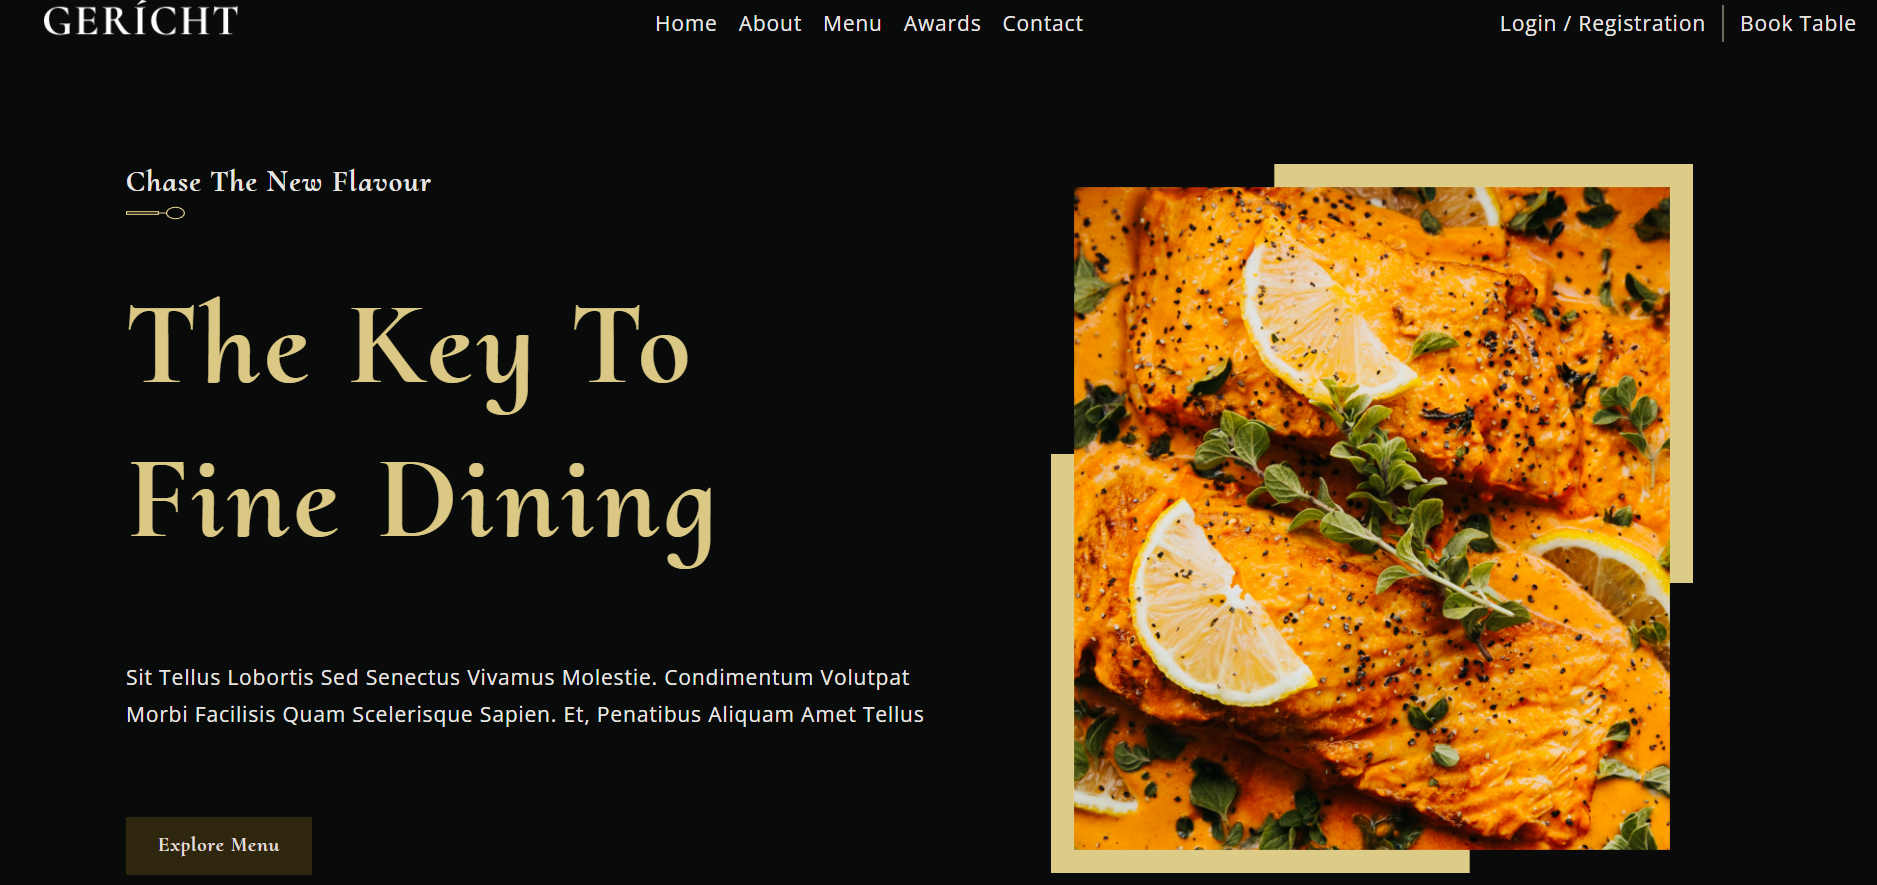 GERÍCHT
Home About Menu Awards Contact
Login / Registration
Book Table
Chase The New Flavour
The Key To
Fine Dining
Sit Tellus Lobortis Sed Senectus Vivamus Molestie. Condimentum Volutpat
Morbi Facilisis Quam Scelerisque Sapien. Et, Penatibus Aliquam Amet Tellus
Explore Menu